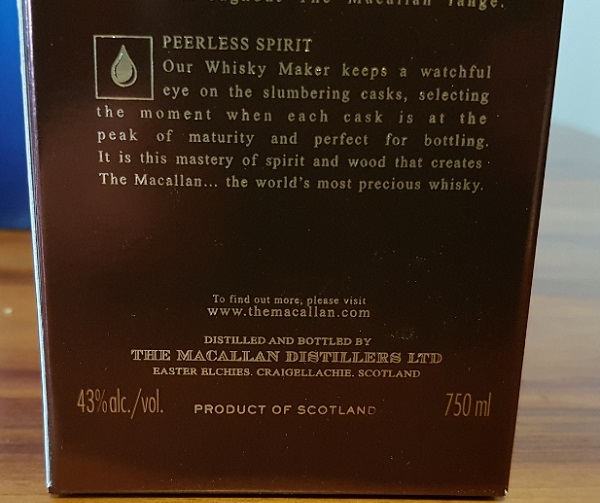 The Macallan range.
PEERLESS SPIRIT
Our Whisky Maker keeps a watchful
eye on the slumbering casks, selecting
the moment when each cask is at the
peak of maturity and perfect for bottling.
It is this mastery of spirit and wood that creates
The Macallan... the world's most precious whisky.
To find out more, please visit
www.themacallan.com
DISTILLED AND BOTTLED BY
THE MACALLAN DISTILLERS LTD
EASTER ELCHIES, CRAIGELLACHIE, SCOTLAND
43%alc./vol. PRODUCT OF SCOTLAND 750 ml